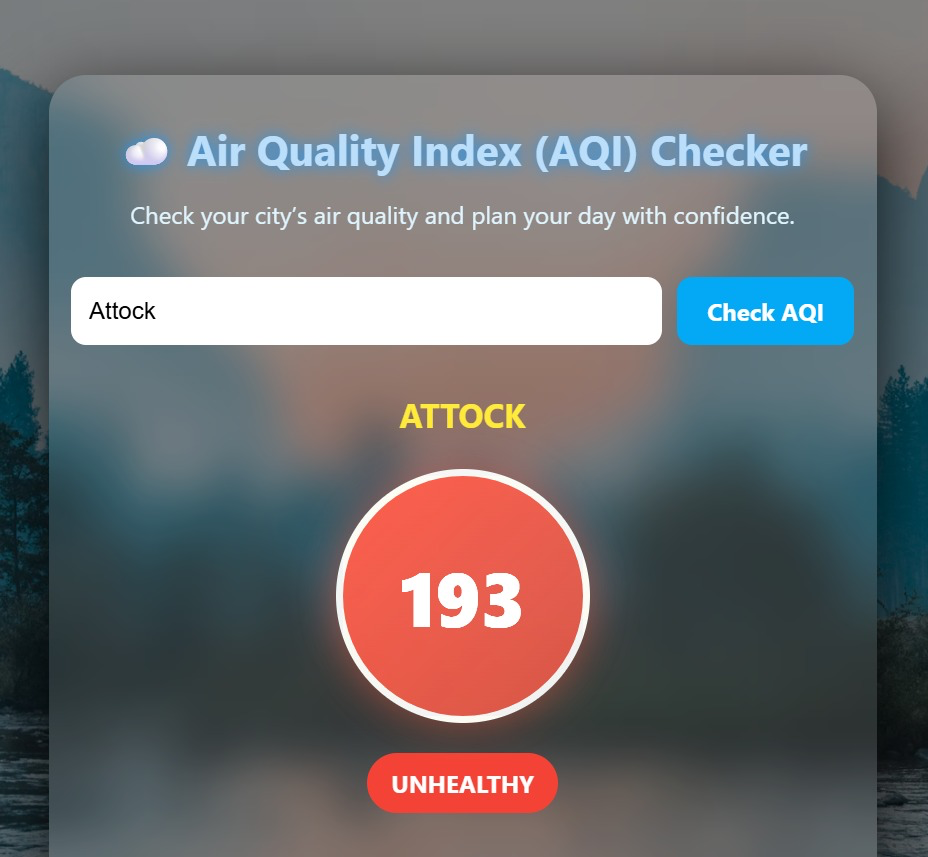 Air Quality Index (AQI) Checker
Check your city’s air quality and plan your day with confidence.
Attock
Check AQI
ATTOCK
193
UNHEALTHY